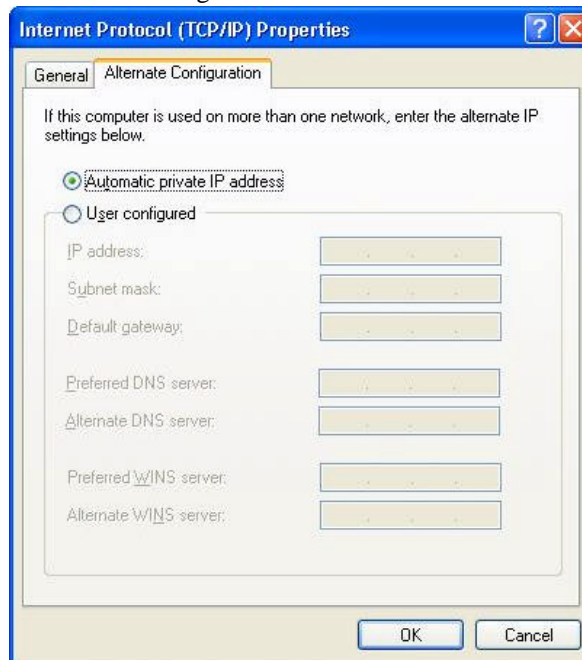 Internet Protocol (TCP/IP) Properties
General Alternate Configuration
If this computer is used on more than one network, enter the alternate IP
settings below.
Automatic private IP address
User configured
IP address:
Subnet mask:
Default gateway:
Preferred DNS server:
Alternate DNS server:
Preferred WINS server:
Alternate WINS server:
OK Cancel